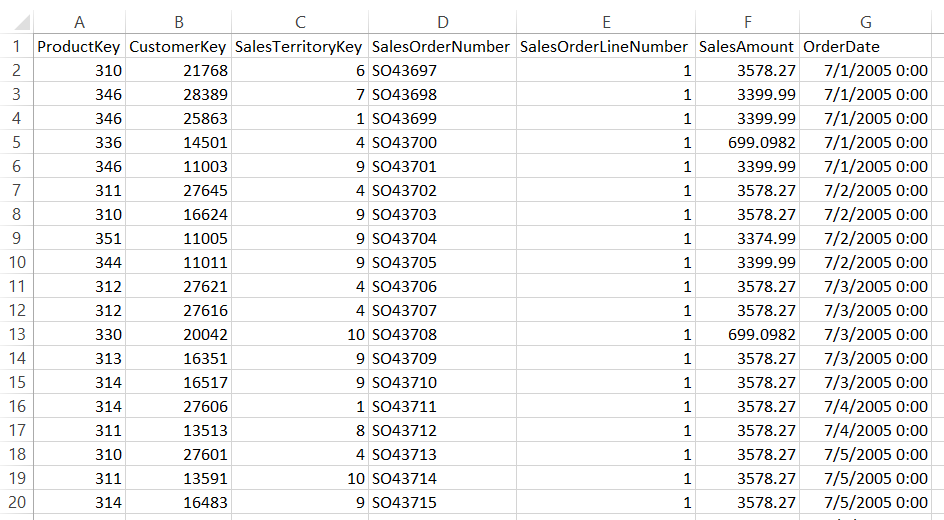 A B C D E F G
1 ProductKey CustomerKey SalesTerritoryKey SalesOrderNumber SalesOrderLineNumber SalesAmount OrderDate
2 310 21768 6 SO43697 1 3578.27 7/1/2005 0:00
3 346 28389 7 SO43698 1 3399.99 7/1/2005 0:00
4 346 25863 1 SO43699 1 3399.99 7/1/2005 0:00
5 336 14501 4 SO43700 1 699.0982 7/1/2005 0:00
6 346 11003 9 SO43701 1 3399.99 7/1/2005 0:00
7 311 27645 4 SO43702 1 3578.27 7/2/2005 0:00
8 310 16624 9 SO43703 1 3578.27 7/2/2005 0:00
9 351 11005 9 SO43704 1 3374.99 7/2/2005 0:00
10 344 11011 9 SO43705 1 3399.99 7/2/2005 0:00
11 312 27621 4 SO43706 1 3578.27 7/3/2005 0:00
12 312 27616 4 SO43707 1 3578.27 7/3/2005 0:00
13 330 20042 10 SO43708 1 699.0982 7/3/2005 0:00
14 313 16351 9 SO43709 1 3578.27 7/3/2005 0:00
15 314 16517 9 SO43710 1 3578.27 7/3/2005 0:00
16 314 27606 1 SO43711 1 3578.27 7/4/2005 0:00
17 311 13513 8 SO43712 1 3578.27 7/4/2005 0:00
18 310 27601 4 SO43713 1 3578.27 7/5/2005 0:00
19 311 13591 10 SO43714 1 3578.27 7/5/2005 0:00
20 314 16483 9 SO43715 1 3578.27 7/5/2005 0:00